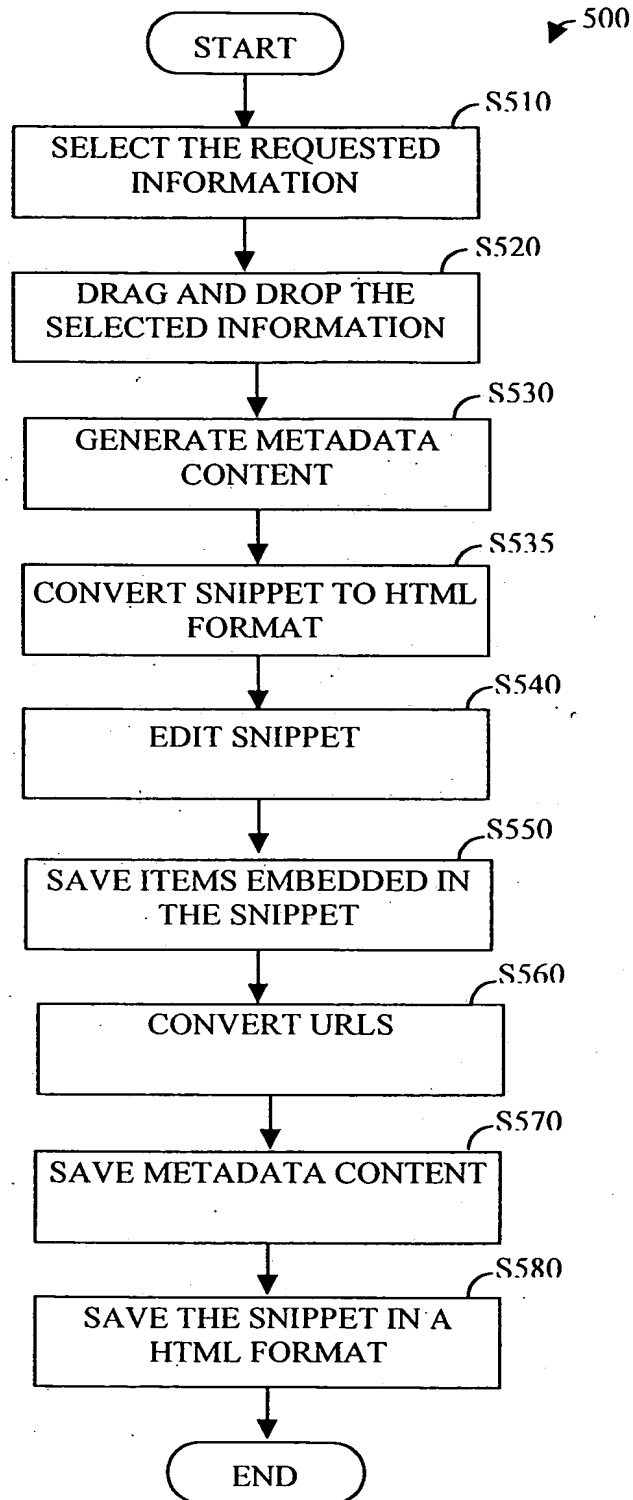 500
START
S510
SELECT THE REQUESTED
INFORMATION
S520
DRAG AND DROP THE
SELECTED INFORMATION
S530
GENERATE METADATA
CONTENT
S535
CONVERT SNIPPET TO HTML
FORMAT
S540
EDIT SNIPPET
S550
SAVE ITEMS EMBEDDED IN
THE SNIPPET
S560
CONVERT URLS
S570
SAVE METADATA CONTENT
S580
SAVE THE SNIPPET IN A
HTML FORMAT
END